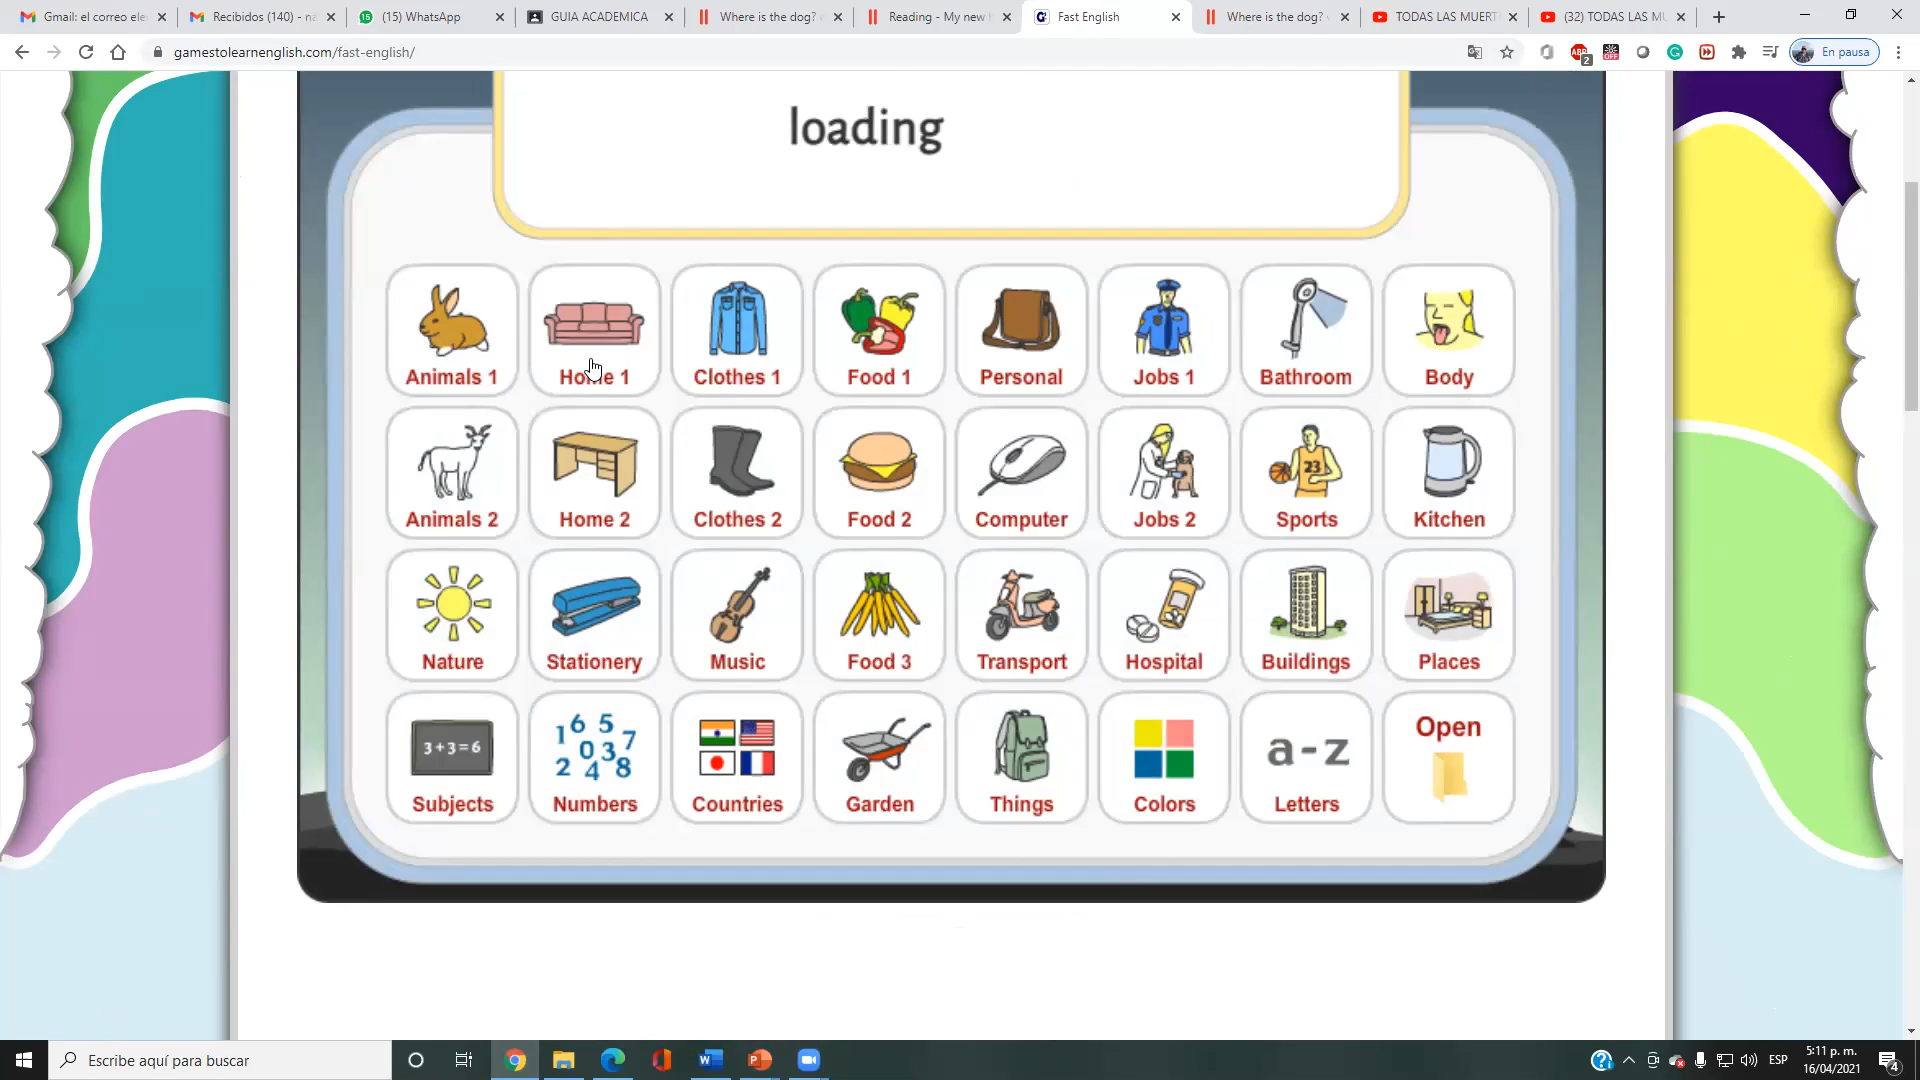 Gmail: el correo ele
Recibidos (140) - n
(15) WhatsApp
GUIA ACADEMICA
Where is the dog?
Reading - My new
Fast English
Where is the dog?
TODAS LAS MUERT
(32) TODAS LAS MU
gamestolearnenglish.com/fast-english/
2
OFF
En pausa
loading
Animals 1
Home 1
Clothes 1
Food 1
Personal
Jobs 1
Bathroom
Body
23
Animals 2
Home 2
Clothes 2
Food 2
Computer
Jobs 2
Sports
Kitchen
Nature
Stationery
Music
Food 3
Transport
Hospital
Buildings
Places
3+3=6
1 6 5 7
0 3
2 4 8
a-z
Open
Subjects
Numbers
Countries
Garden
Things
Colors
Letters
Escribe aquí para buscar
ESP
5:11 p. m.
16/04/2021
4